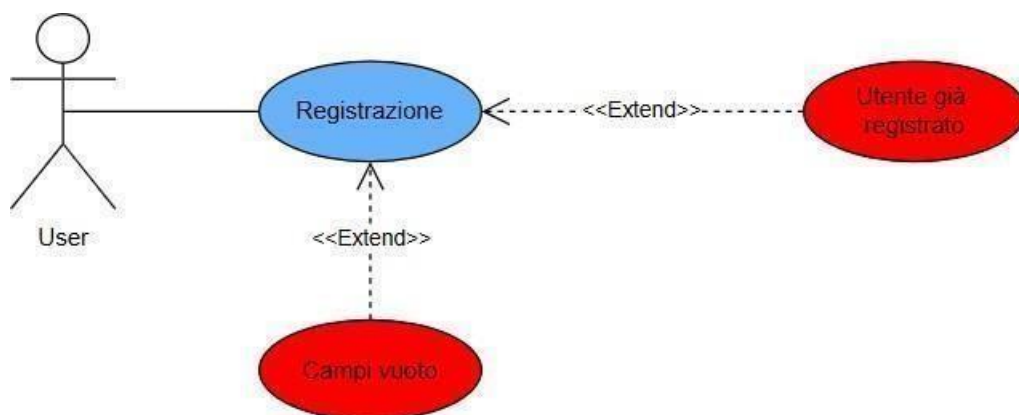 Registrazione
<<Extend>>
Utente già
registrato
User
<<Extend>>
Campi vuoto